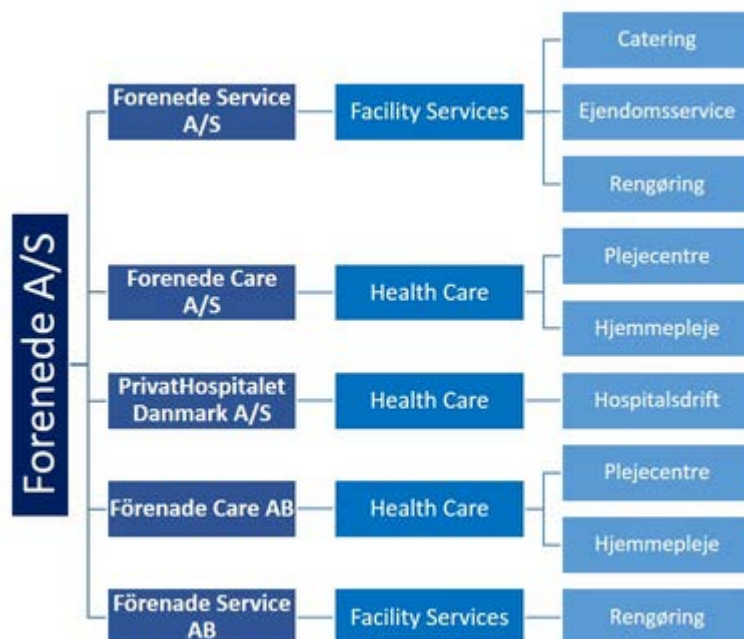 Forenede A/S
Forenede Service
A/S
Facility Services
Catering
Ejendomsservice
Rengøring
Forenede Care
A/S
Health Care
Plejecentre
Hjemmepleje
PrivatHospitalet
Danmark A/S
Health Care
Hospitalsdrift
Förenade Care AB
Health Care
Plejecentre
Hjemmepleje
Förenade Service
AB
Facility Services
Rengøring